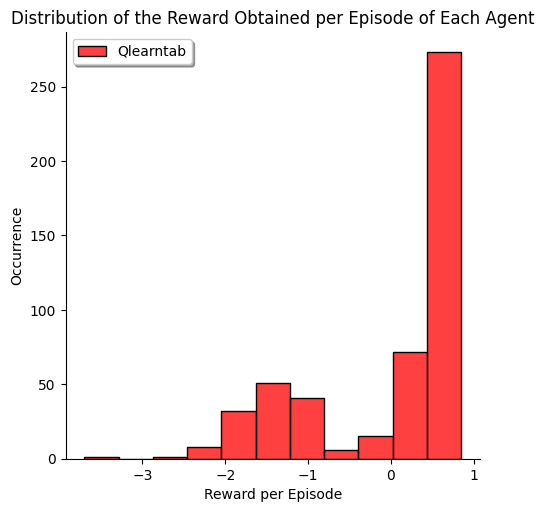 Distribution of the Reward Obtained per Episode of Each Agent
Qlearntab
250
200
150
100
50
0
Occurrence
−3 −2 −1 0 1
Reward per Episode